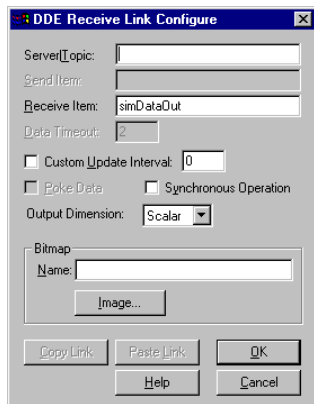 DDE Receive Link Configure
Server|Topic:
Send Item:
Receive Item: simDataOut
Data Timeout: 2
Custom Update Interval: 0
Poke Data Synchronous Operation
Output Dimension: Scalar
Bitmap
Name:
Image...
Copy Link Paste Link OK
Help Cancel